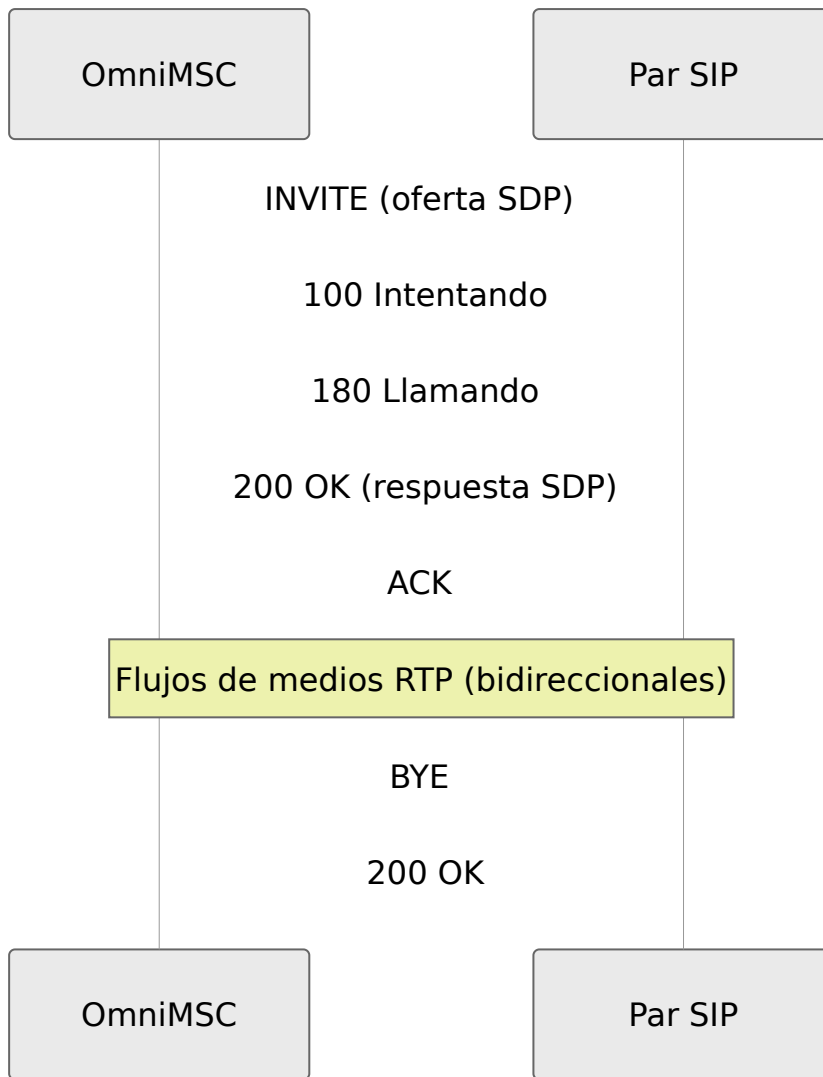 OmniMSC
Par SIP
INVITE (oferta SDP)
100 Intentando
180 Llamando
200 OK (respuesta SDP)
ACK
Flujos de medios RTP (bidireccionales)
BYE
200 OK
OmniMSC
Par SIP